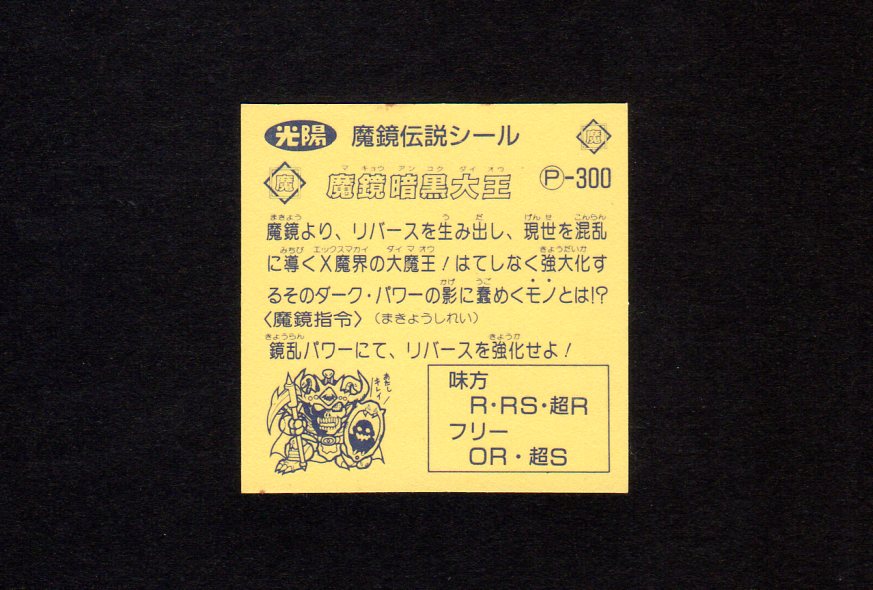 光陽 魔鏡伝説シール 魔
魔 魔鏡暗黒大王 Ⓟ-300
マ キョウ アン コク ダイ オウ
まきょう う だ げんせ こんらん
魔鏡より、リバースを生み出し、現世を混乱
みちび エックスマカイ ダイマオウ きょうだいか
に導くX魔界の大魔王!はてしなく強大化す
かげ うご
るそのダーク・パワーの影に蠢めくモノとは!?
〈魔鏡指令〉(まきょうしれい)
きょうらん きょうか
鏡乱パワーにて、リバースを強化せよ!
あたし
キレイ!
味方
R・RS・超R
フリー
OR・超S